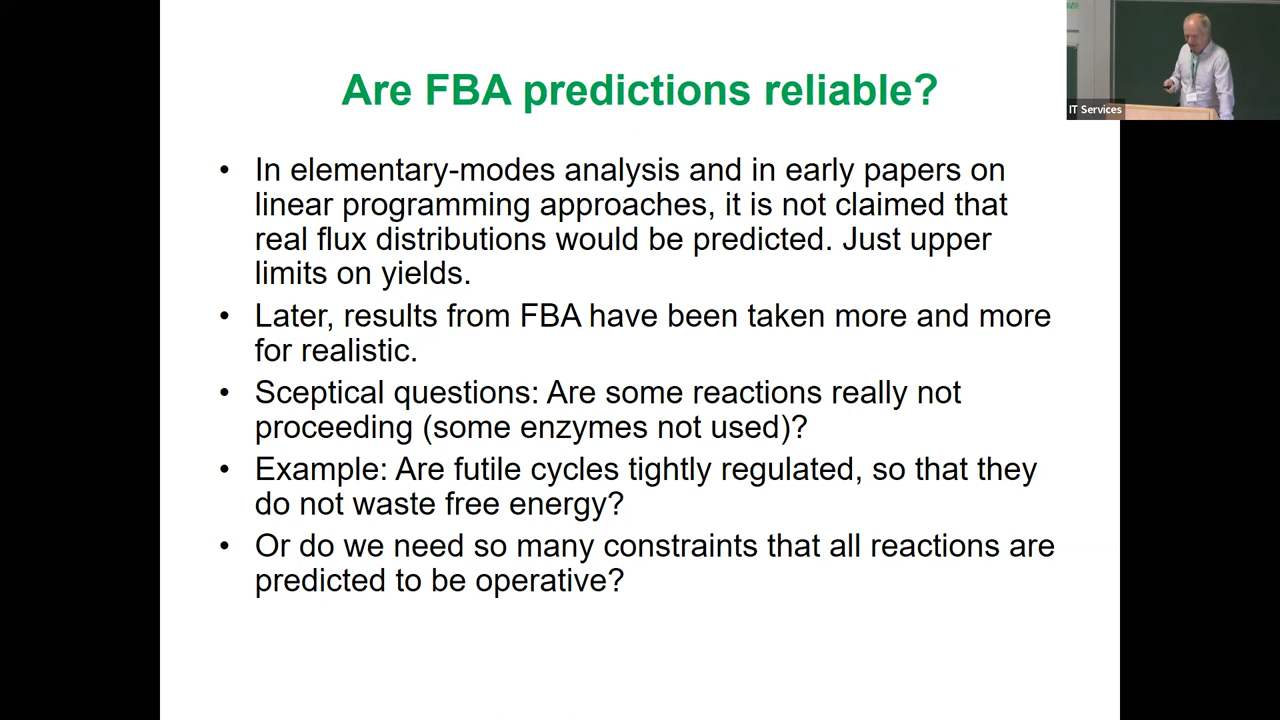 Are FBA predictions reliable?
• In elementary-modes analysis and in early papers on
linear programming approaches, it is not claimed that
real flux distributions would be predicted. Just upper
limits on yields.
• Later, results from FBA have been taken more and more
for realistic.
• Sceptical questions: Are some reactions really not
proceeding (some enzymes not used)?
• Example: Are futile cycles tightly regulated, so that they
do not waste free energy?
• Or do we need so many constraints that all reactions are
predicted to be operative?
IT Services